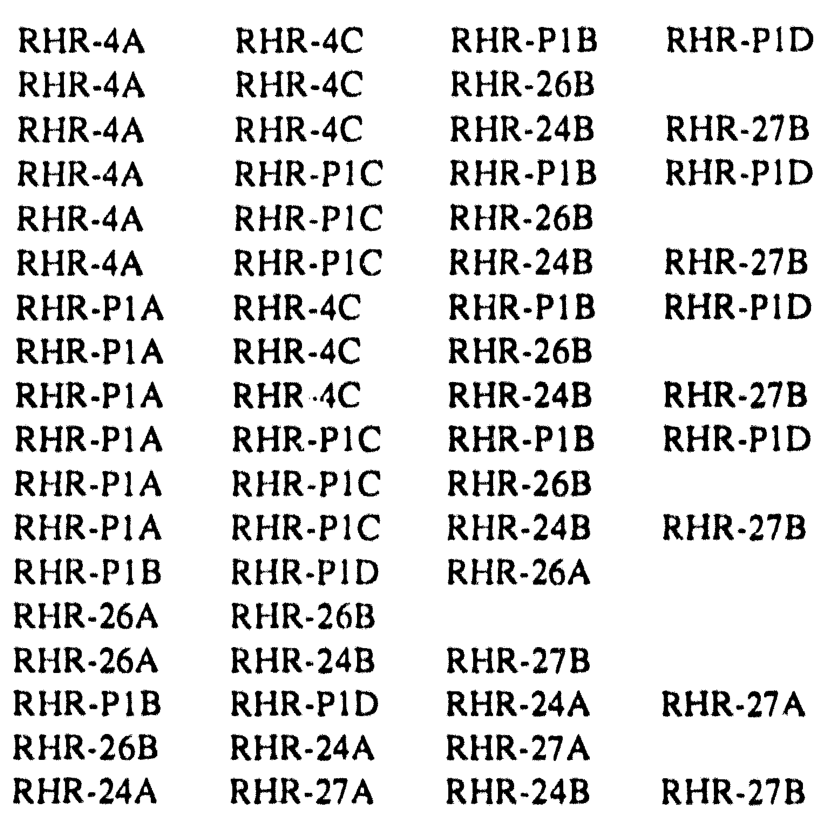 RHR-4A RHR-4C RHR-P1B RHR-P1D
RHR-4A RHR-4C RHR-26B
RHR-4A RHR-4C RHR-24B RHR-27B
RHR-4A RHR-P1C RHR-P1B RHR-P1D
RHR-4A RHR-P1C RHR-26B
RHR-4A RHR-P1C RHR-24B RHR-27B
RHR-P1A RHR-4C RHR-P1B RHR-P1D
RHR-P1A RHR-4C RHR-26B
RHR-P1A RHR-4C RHR-24B RHR-27B
RHR-P1A RHR-P1C RHR-P1B RHR-P1D
RHR-P1A RHR-P1C RHR-26B
RHR-P1A RHR-P1C RHR-24B RHR-27B
RHR-P1B RHR-P1D RHR-26A
RHR-26A RHR-26B
RHR-26A RHR-24B RHR-27B
RHR-P1B RHR-P1D RHR-24A RHR-27A
RHR-26B RHR-24A RHR-27A
RHR-24A RHR-27A RHR-24B RHR-27B